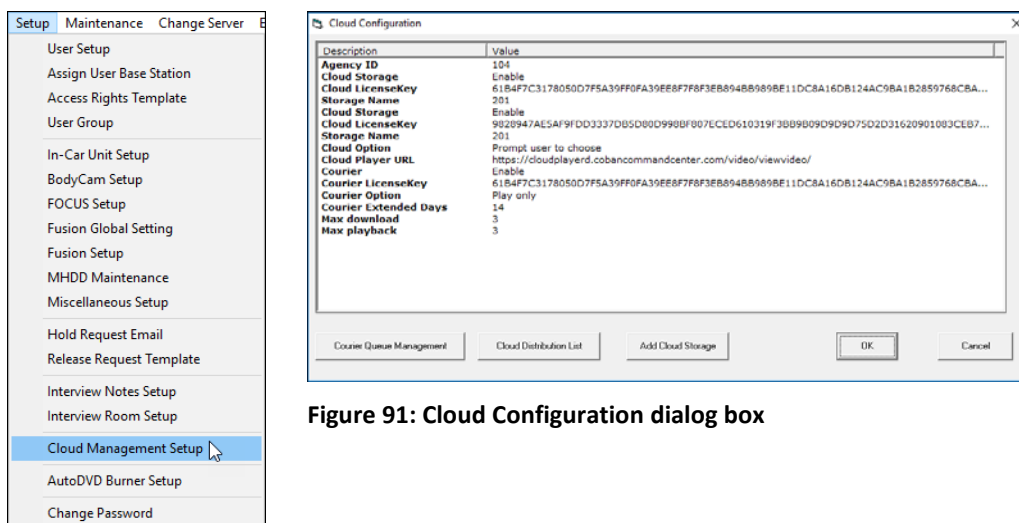 Setup Maintenance Change Server
User Setup
Assign User Base Station
Access Rights Template
User Group
In-Car Unit Setup
BodyCam Setup
FOCUS Setup
Fusion Global Setting
Fusion Setup
MHDD Maintenance
Miscellaneous Setup
Hold Request Email
Release Request Template
Interview Notes Setup
Interview Room Setup
Cloud Management Setup
AutoDVD Burner Setup
Change Password
Cloud Configuration
Description Value
Agency ID 104
Cloud Storage Enable
Cloud LicenseKey 61B4F7C3178050D7F5A39FF0FA39EE8F7F8F3EB894BB989BE11DC8A16DB124AC9BA1B2859768CBA...
Storage Name 201
Cloud Storage Enable
Cloud LicenseKey 9828947AE5AF9FDD3337DB5D80D998BF807ECED610319F3BB9B09D9D9D75D2D31620901083CEB7...
Storage Name 201
Cloud Option Prompt user to choose
Cloud Player URL https://cloudplayerd.cobancommandcenter.com/video/viewvideo/
Courier Enable
Courier LicenseKey 61B4F7C3178050D7F5A39FF0FA39EE8F7F8F3EB894BB989BE11DC8A16DB124AC9BA1B2859768CBA...
Courier Option Play only
Courier Extended Days 14
Max download 3
Max playback 3
Courier Queue Management Cloud Distribution List Add Cloud Storage OK Cancel
Figure 91: Cloud Configuration dialog box